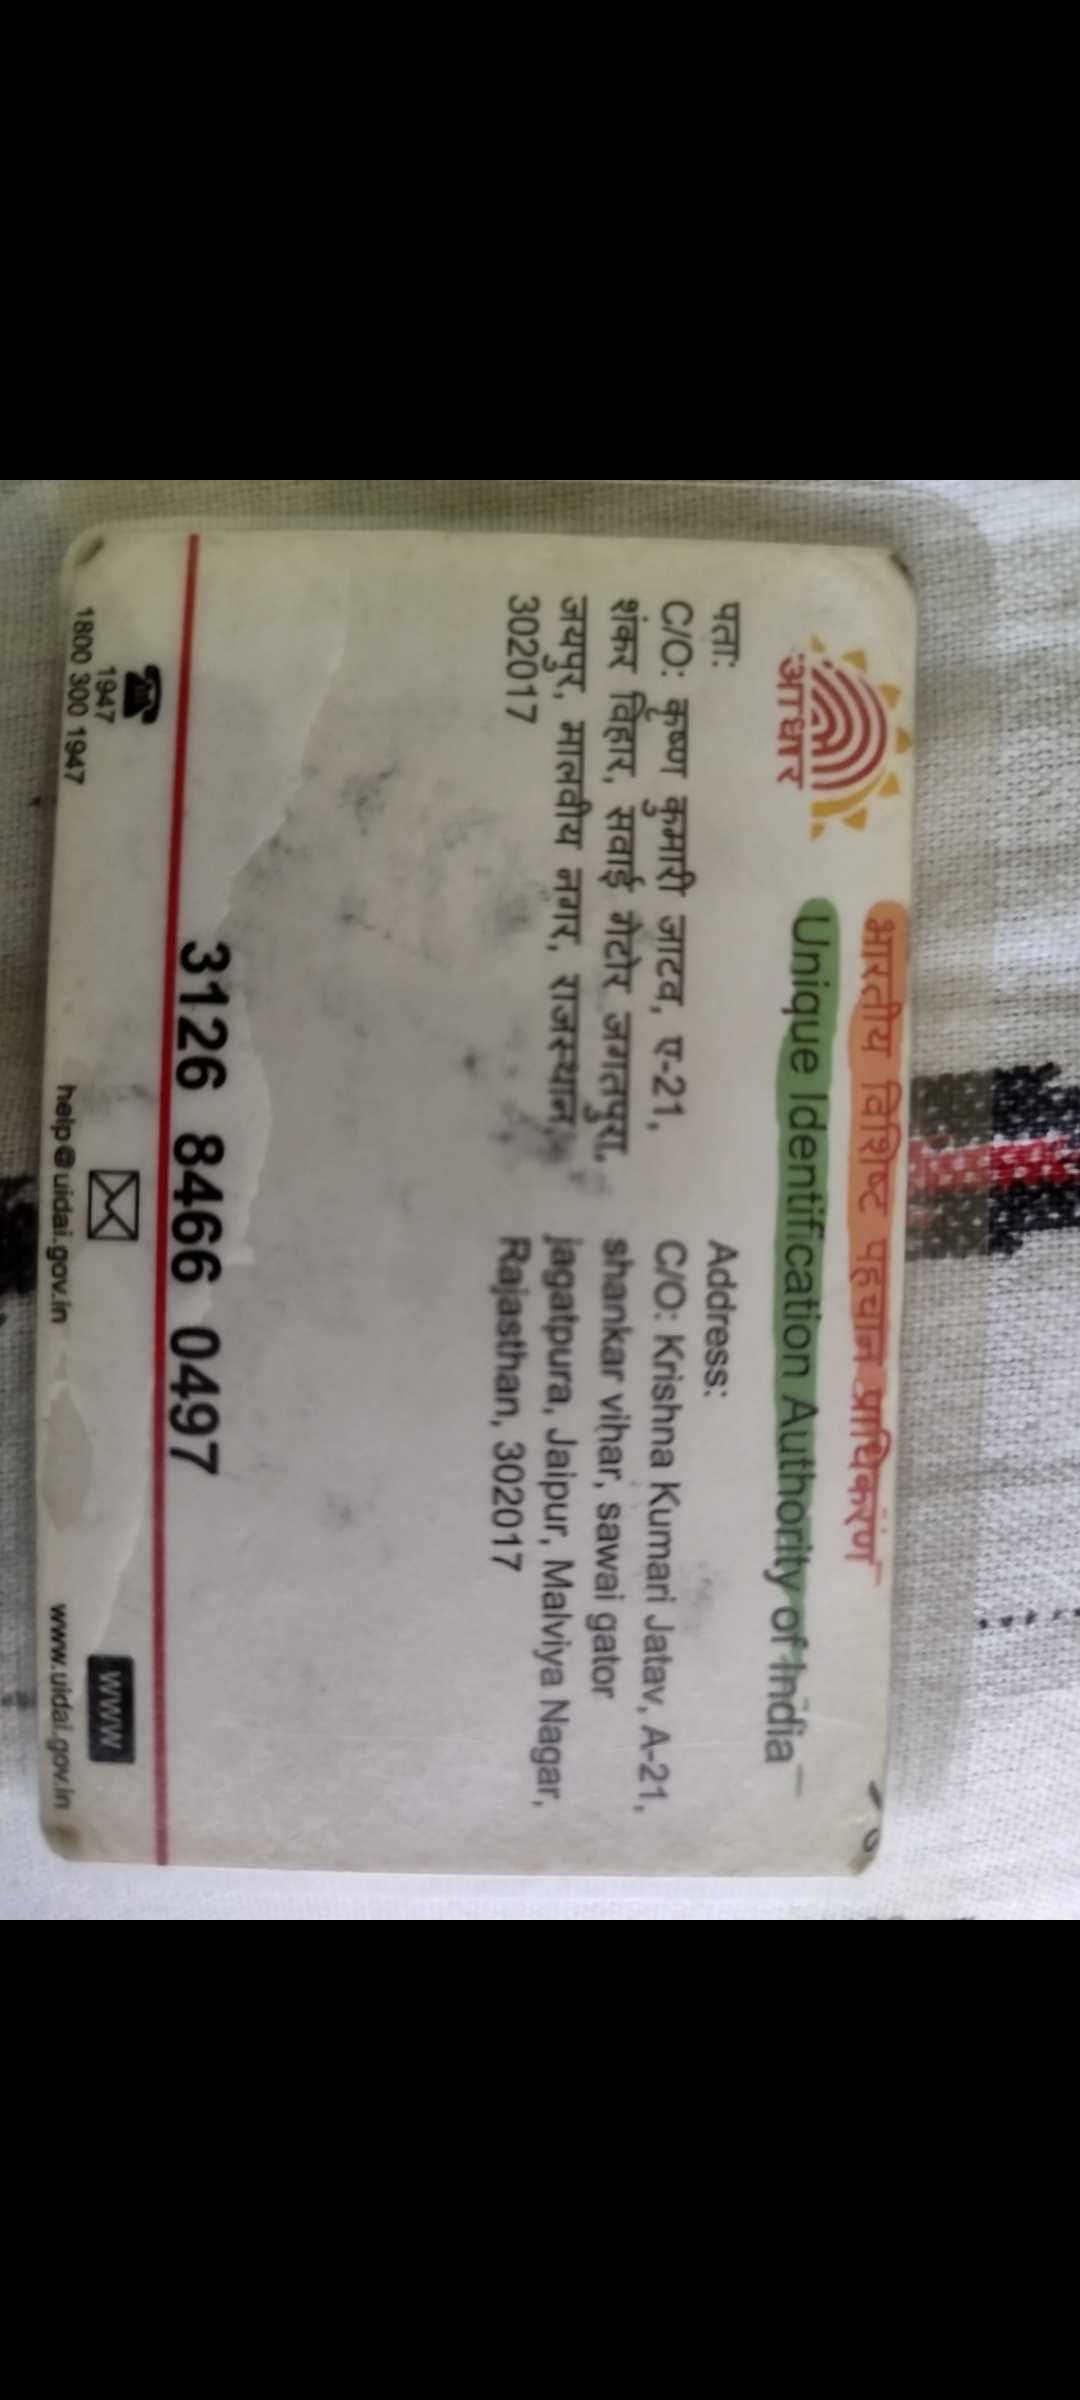 भारतीय विशिष्ट पहचान प्राधिकरण
Unique Identification Authority of India
आधार
पता:
C/O: कृष्ण कुमारी जाटव, ए-21,
शंकर विहार, सवाई गेटोर जगतपुरा,
जयपुर, मालवीय नगर, राजस्थान,
302017
Address:
C/O: Krishna Kumari Jatav, A-21,
shankar vihar, sawai gator
jagatpura, Jaipur, Malviya Nagar,
Rajasthan, 302017
3126 8466 0497
1947
1800 300 1947
help@uidai.gov.in
www
www.uidai.gov.in